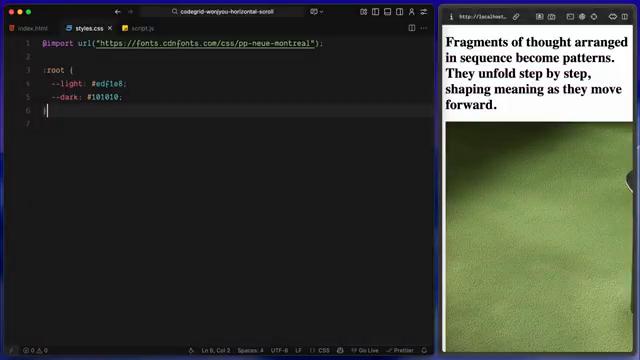 codegrid-wonjyou-horizontal-scroll
index.html
styles.css
script.js
1 @import url("https://fonts.cdnfonts.com/css/pp-neue-montreal");
2
3 :root {
4 --light: #edf1e8;
5 --dark: #101010;
6 }
7
0 0
Ln 6, Col 2
Spaces: 4
UTF-8
LF
CSS
Go Live
Prettier
http://localhost…
Fragments of thought arranged
in sequence become patterns.
They unfold step by step,
shaping meaning as they move
forward.